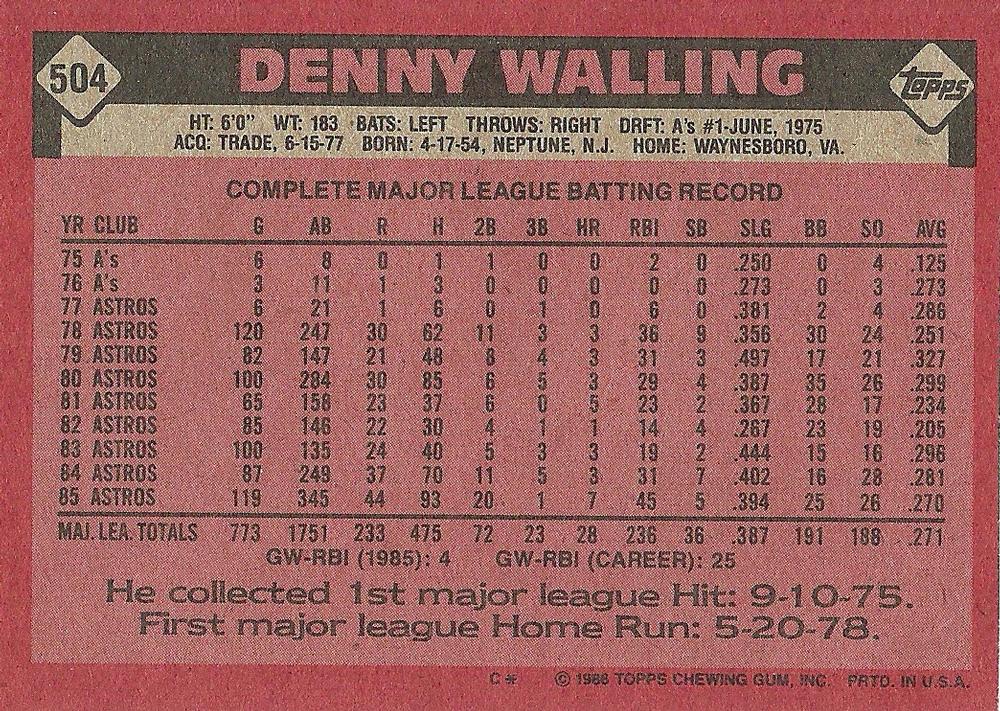 504 DENNY WALLING TOPPS
HT: 6'0" WT: 183 BATS: LEFT THROWS: RIGHT DRFT: A's #1-JUNE, 1975
ACQ: TRADE, 6-15-77 BORN: 4-17-54, NEPTUNE, N.J. HOME: WAYNESBORO, VA.
COMPLETE MAJOR LEAGUE BATTING RECORD
YR CLUB G AB R H 2B 3B HR RBI SB SLG BB SO AVG
75 A's 6 8 0 1 1 0 0 2 0 .250 0 4 .125
76 A's 3 11 1 3 0 0 0 0 0 .273 0 3 .273
77 ASTROS 6 21 1 6 0 1 0 6 0 .381 2 4 .286
78 ASTROS 120 247 30 62 11 3 3 36 9 .356 30 24 .251
79 ASTROS 82 147 21 48 8 4 3 31 3 .497 17 21 .327
80 ASTROS 100 284 30 85 6 5 3 29 4 .387 35 26 .299
81 ASTROS 65 158 23 37 6 0 5 23 2 .367 28 17 .234
82 ASTROS 85 146 22 30 4 1 1 14 4 .267 23 19 .205
83 ASTROS 100 135 24 40 5 3 3 19 2 .444 15 16 .296
84 ASTROS 87 249 37 70 11 5 3 31 7 .402 16 28 .281
85 ASTROS 119 345 44 93 20 1 7 45 5 .394 25 26 .270
MAJ. LEA. TOTALS 773 1751 233 475 72 23 28 236 36 .387 191 188 .271
GW-RBI (1985): 4 GW-RBI (CAREER): 25
He collected 1st major league Hit: 9-10-75.
First major league Home Run: 5-20-78.
C* © 1986 TOPPS CHEWING GUM, INC. PRTD. IN U.S.A.